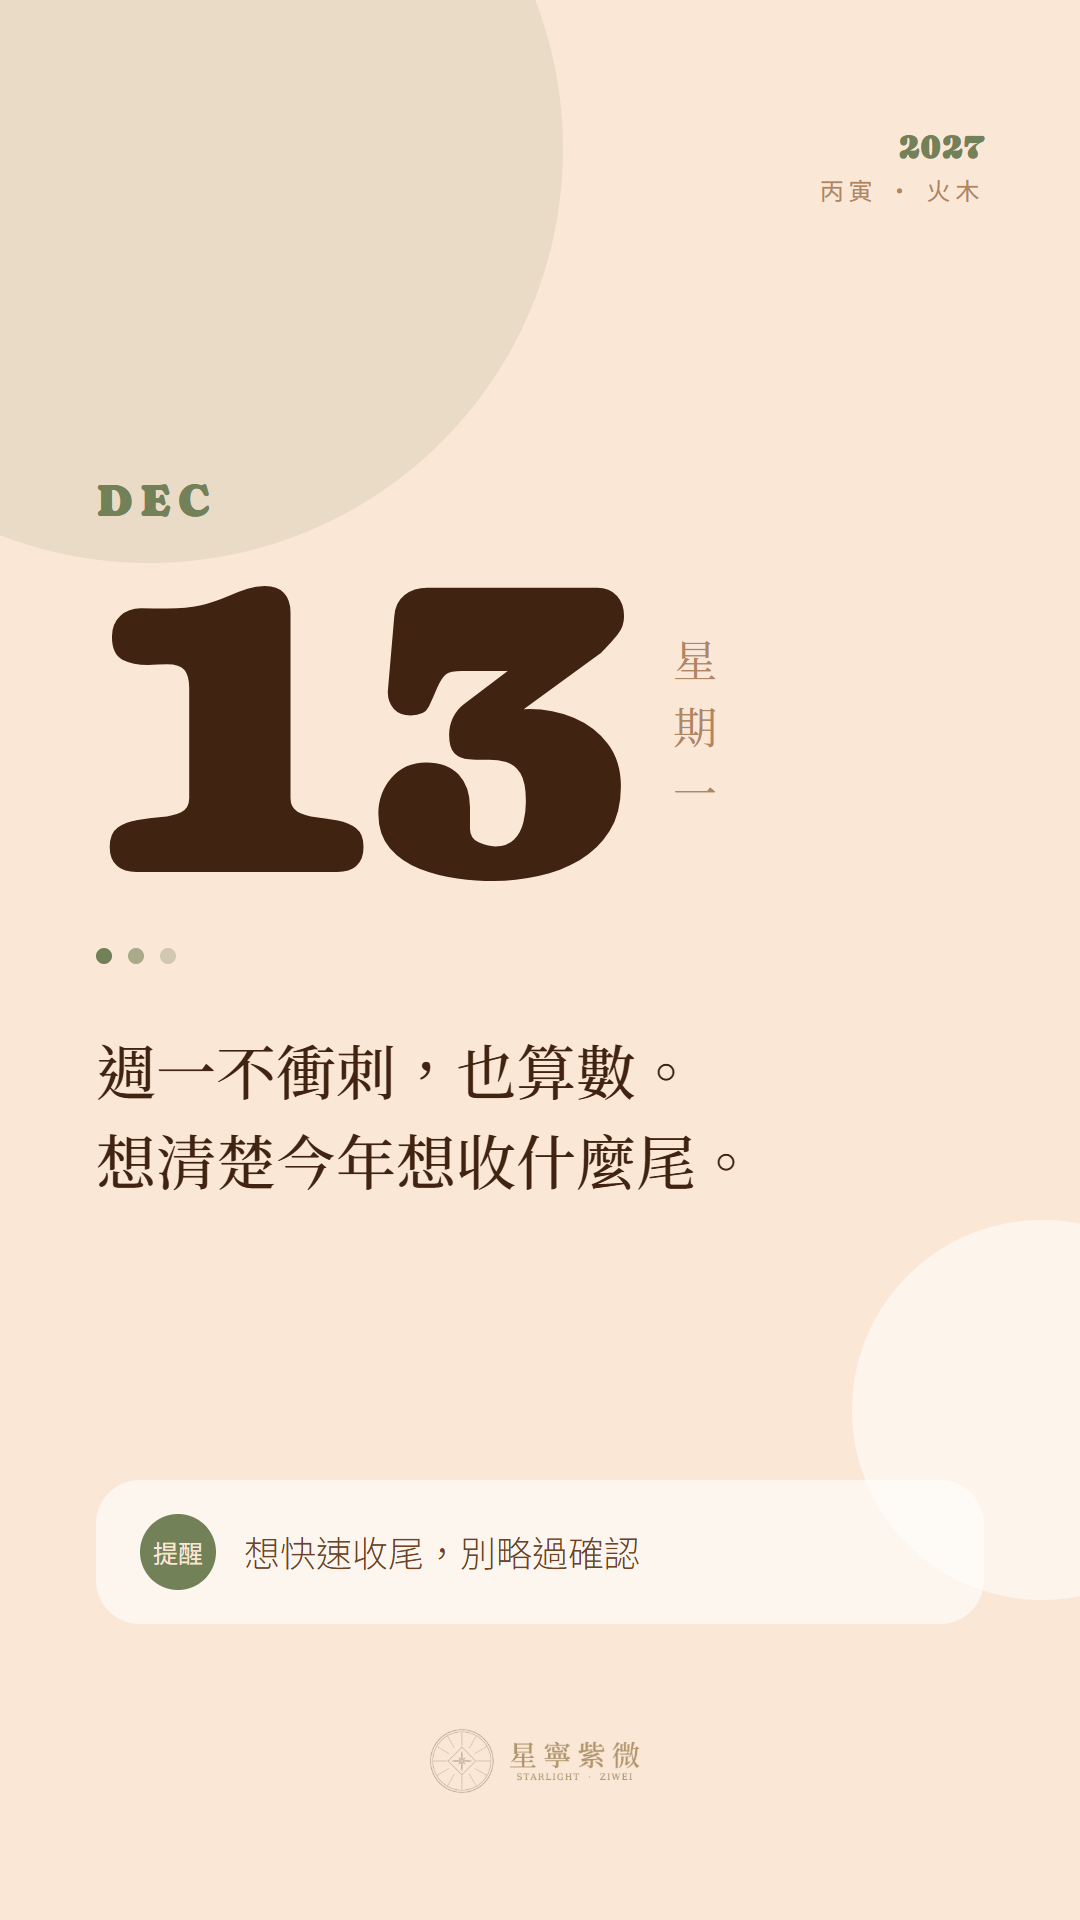 2027
丙寅 · 火木
DEC
13
星期一
週一不衝刺，也算數。
想清楚今年想收什麼尾。
提醒 想快速收尾，別略過確認
星寧紫微
STARLIGHT · ZIWEI